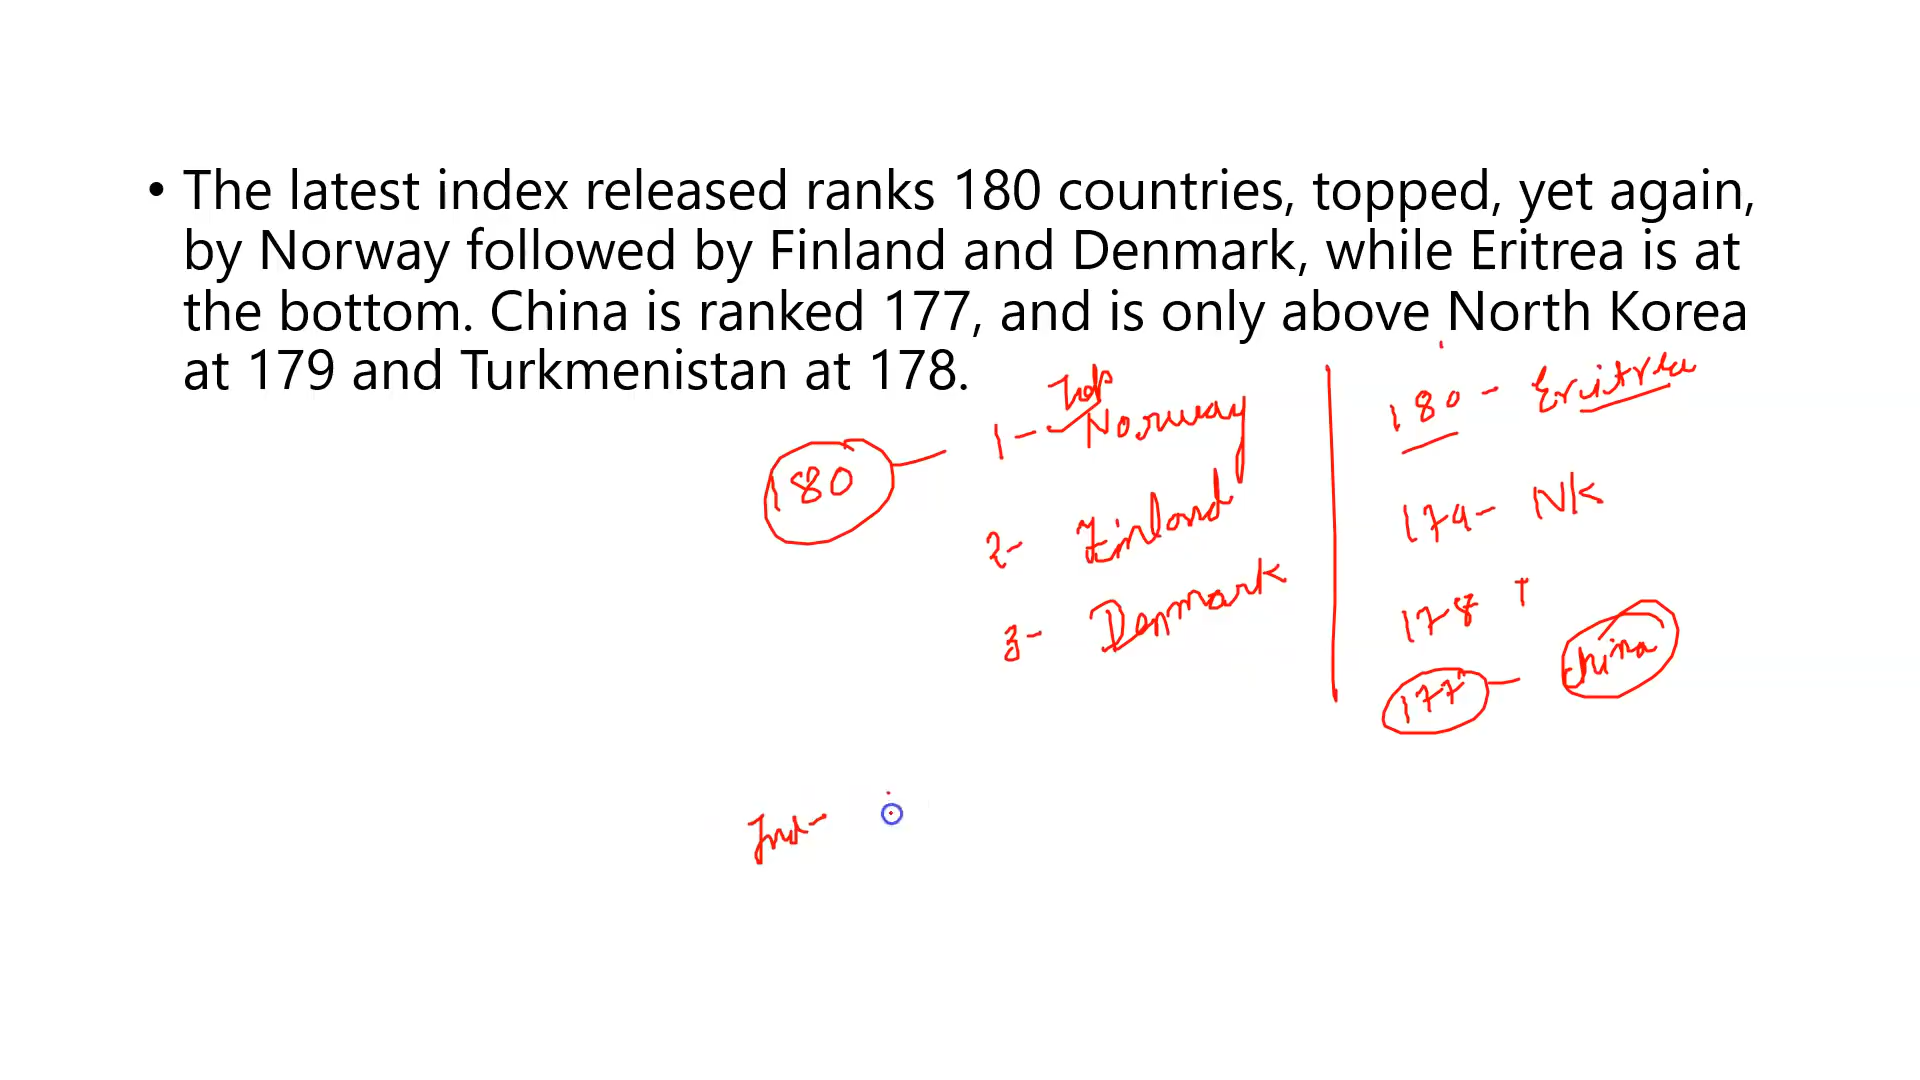 • The latest index released ranks 180 countries, topped, yet again,
by Norway followed by Finland and Denmark, while Eritrea is at
the bottom. China is ranked 177, and is only above North Korea
at 179 and Turkmenistan at 178.
Top
1- Norway
180
2- Finland
3- Denmark
180- Eritrea
179- NK
178 T
177- China
Ind-